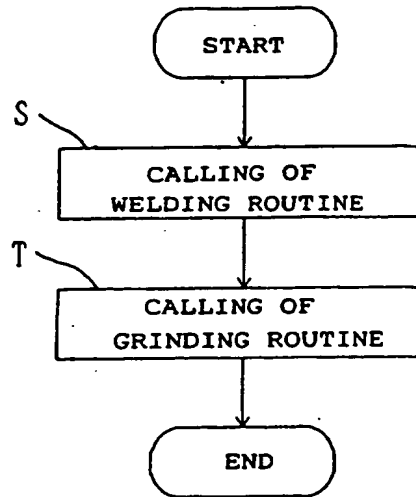 START
S
CALLING OF
WELDING ROUTINE
T
CALLING OF
GRINDING ROUTINE
END